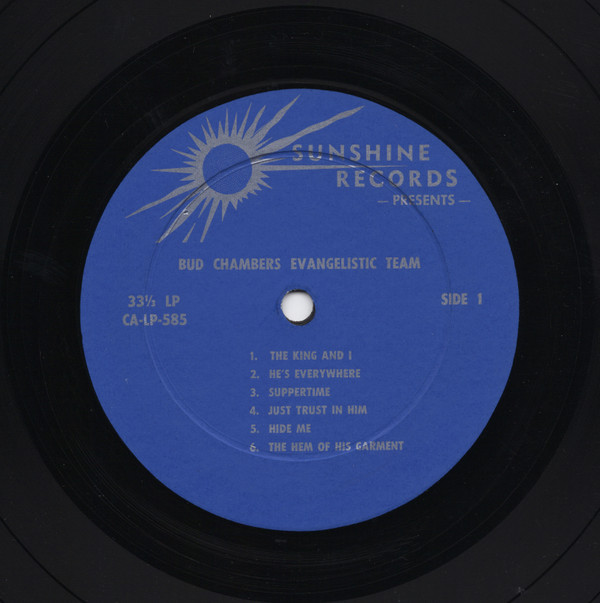 SUNSHINE
RECORDS
— PRESENTS —
BUD CHAMBERS EVANGELISTIC TEAM
33⅓ LP
CA-LP-585
SIDE 1
1. THE KING AND I
2. HE'S EVERYWHERE
3. SUPPERTIME
4. JUST TRUST IN HIM
5. HIDE ME
6. THE HEM OF HIS GARMENT